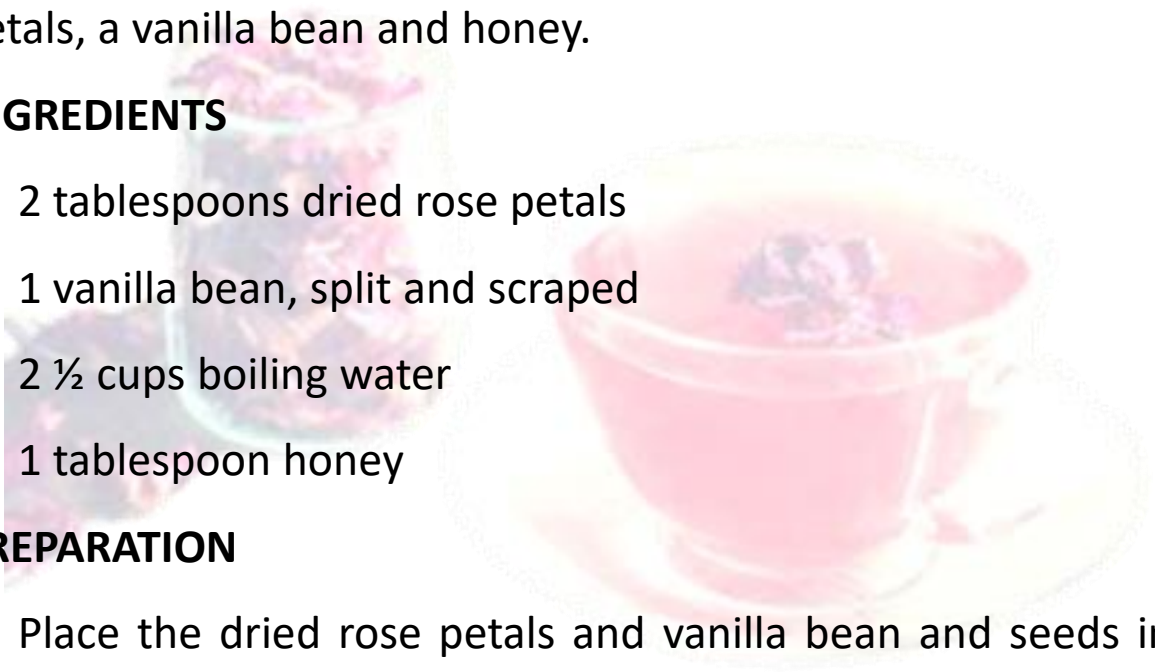 etals, a vanilla bean and honey.
GREDIENTS
2 tablespoons dried rose petals
1 vanilla bean, split and scraped
2 ½ cups boiling water
1 tablespoon honey
REPARATION
Place the dried rose petals and vanilla bean and seeds in